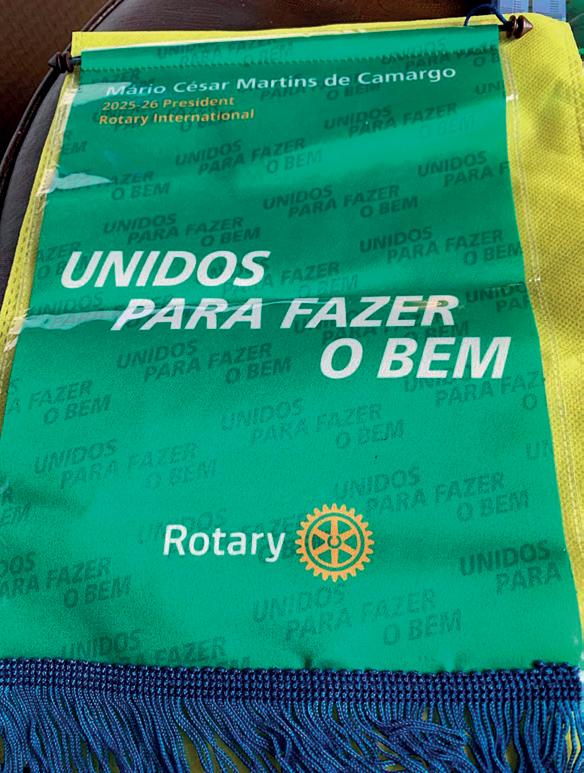 Mário César Martins de Camargo
2025-26 President
Rotary International
UNIDOS
PARA FAZER
O BEM
Rotary